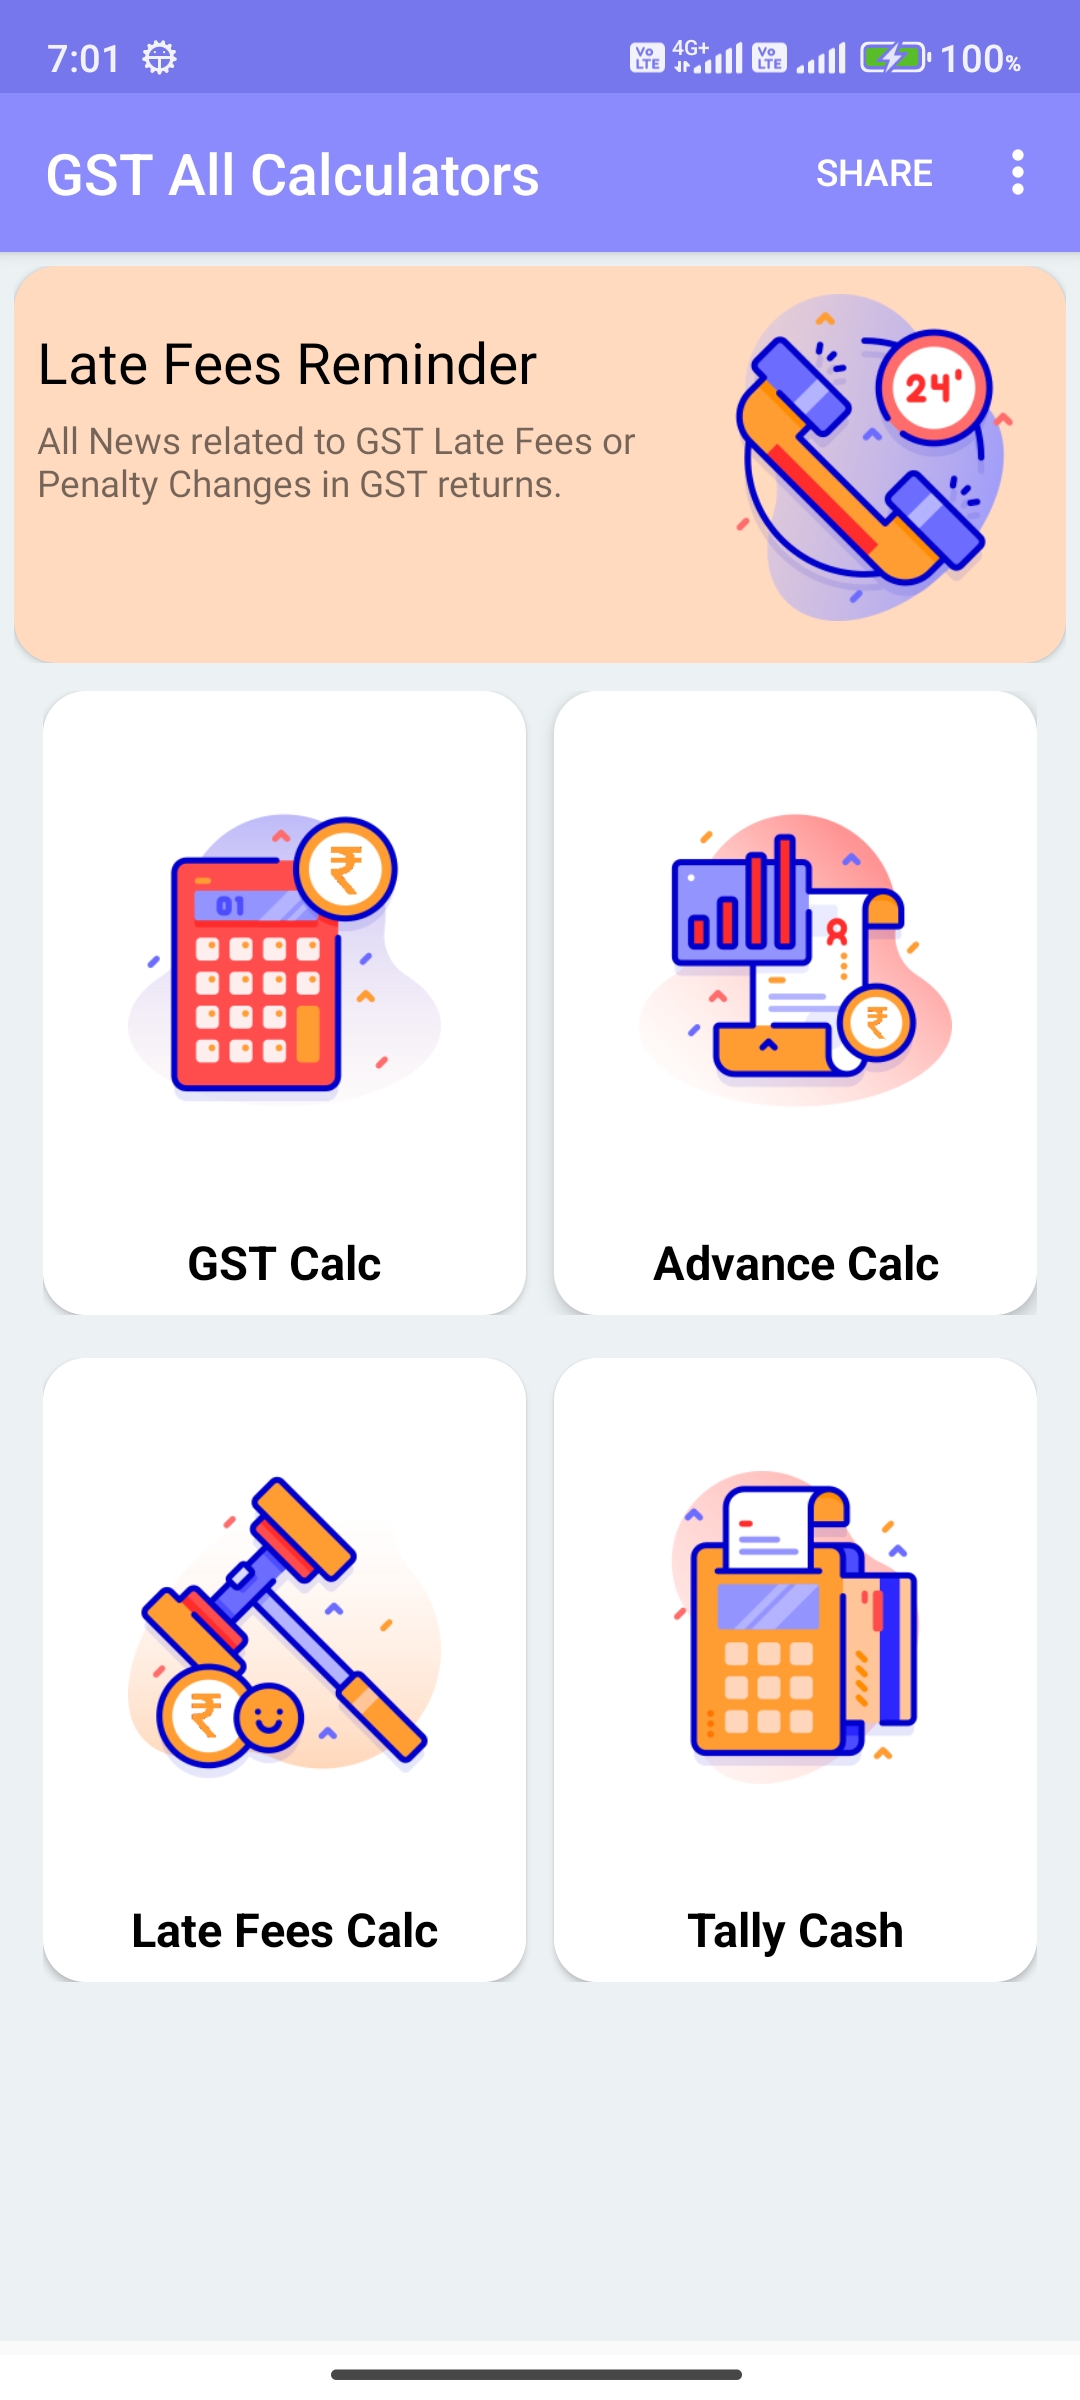 7:01
Vo LTE 4G+ Vo LTE 100%
GST All Calculators
SHARE
Late Fees Reminder
All News related to GST Late Fees or
Penalty Changes in GST returns.
24'
₹
01
₹
GST Calc
Advance Calc
₹
Late Fees Calc
Tally Cash